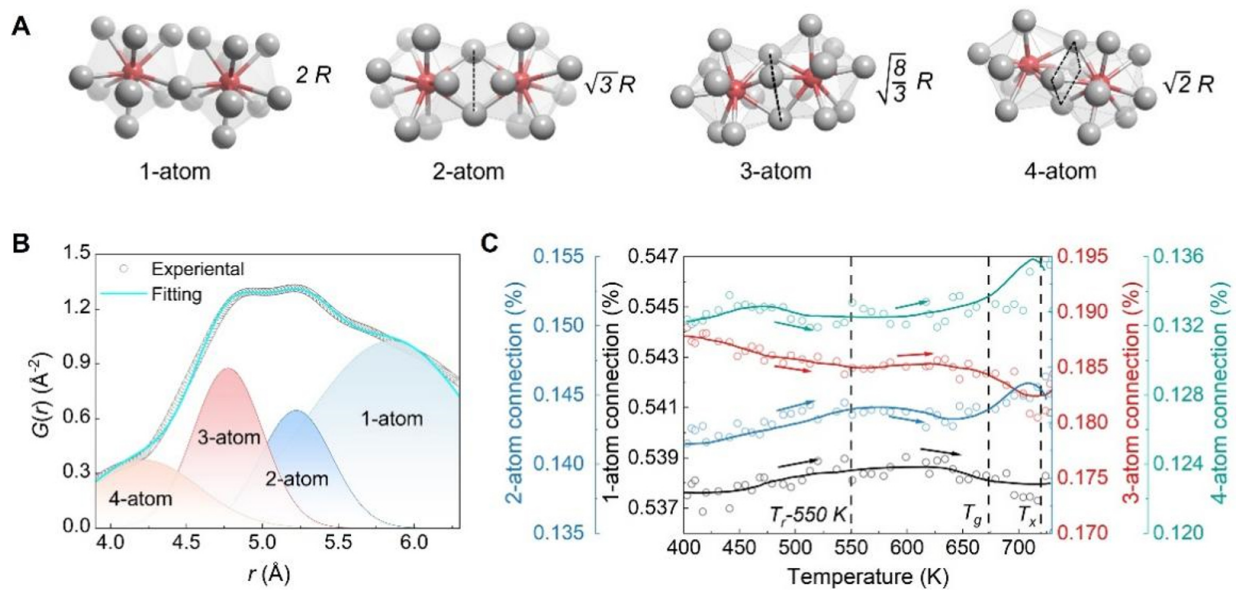 A
2 R
√3 R
√8/3 R
√2 R
1-atom
2-atom
3-atom
4-atom
B
1.5
1.2
0.9
0.6
0.3
0.0
G(r) (Å⁻²)
Experiental
Fitting
4-atom
3-atom
2-atom
1-atom
4.0
4.5
5.0
5.5
6.0
r (Å)
C
0.155
0.150
0.145
0.140
0.135
2-atom connection (%)
0.547
0.545
0.543
0.541
0.539
0.537
1-atom connection (%)
Tr-550 K
Tg
Tx
400
450
500
550
600
650
700
Temperature (K)
0.195
0.190
0.185
0.180
0.175
0.170
3-atom connection (%)
0.136
0.132
0.128
0.124
0.120
4-atom connection (%)